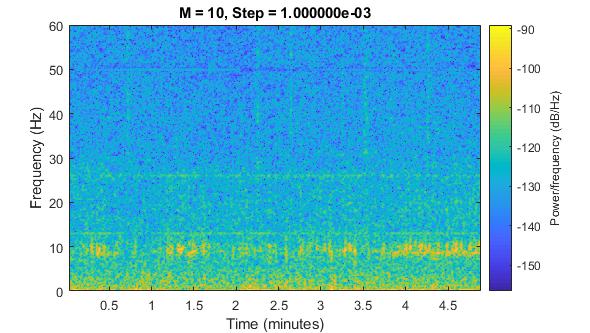 M = 10, Step = 1.000000e-03
60
50
40
30
20
10
0
Frequency (Hz)
0.5 1 1.5 2 2.5 3 3.5 4 4.5
Time (minutes)
-90
-100
-110
-120
-130
-140
-150
Power/frequency (dB/Hz)